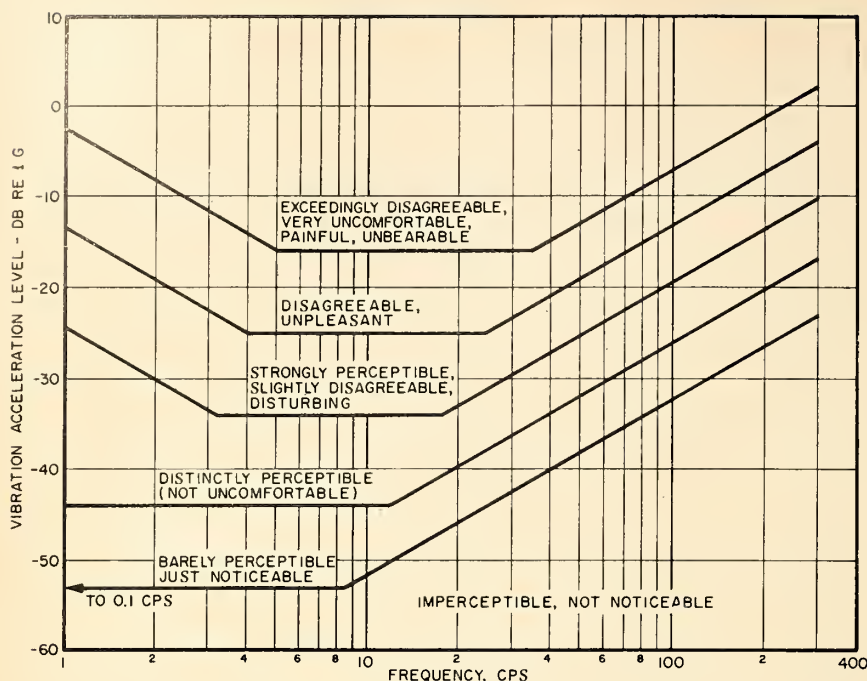 10
0
-10
-20
-30
-40
-50
-60
VIBRATION ACCELERATION LEVEL - DB RE 1 G
EXCEEDINGLY DISAGREEABLE,
VERY UNCOMFORTABLE,
PAINFUL, UNBEARABLE
DISAGREEABLE,
UNPLEASANT
STRONGLY PERCEPTIBLE,
SLIGHTLY DISAGREEABLE,
DISTURBING
DISTINCTLY PERCEPTIBLE
(NOT UNCOMFORTABLE)
BARELY PERCEPTIBLE
JUST NOTICEABLE
TO 0.1 CPS
IMPERCEPTIBLE, NOT NOTICEABLE
1 2 4 6 8 10 2 4 6 8 100 2 400
FREQUENCY, CPS